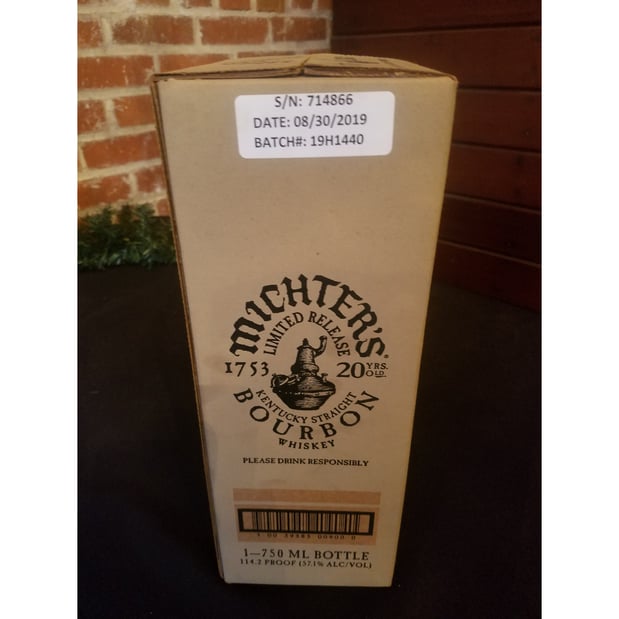 S/N: 714866
DATE: 08/30/2019
BATCH#: 19H1440
MICHTER'S®
LIMITED RELEASE
1753 20 YRS. OLD.
KENTUCKY STRAIGHT
BOURBON
WHISKEY
PLEASE DRINK RESPONSIBLY
1—750 ML BOTTLE
114.2 PROOF (57.1% ALC/VOL)